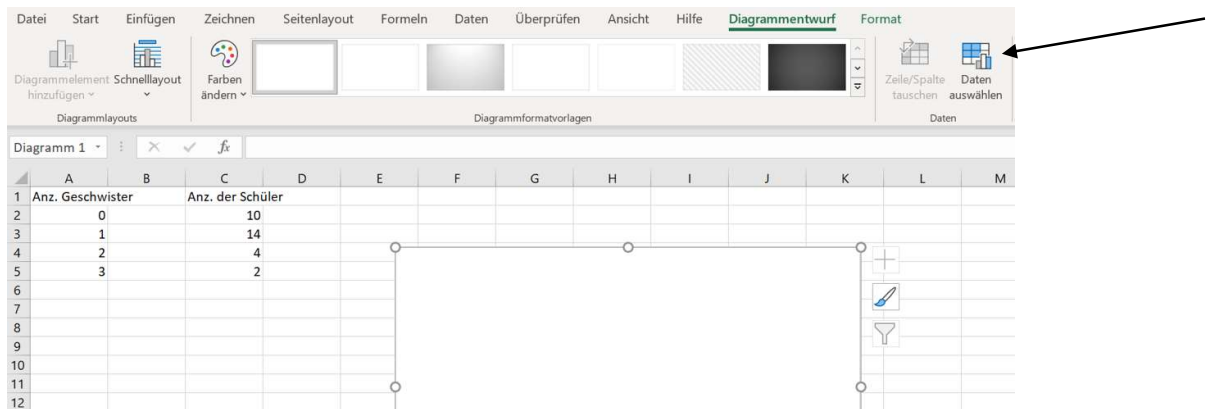 Datei Start Einfügen Zeichnen Seitenlayout Formeln Daten Überprüfen Ansicht Hilfe Diagrammentwurf Format
Diagrammelement hinzufügen
Schnelllayout
Farben ändern
Zeile/Spalte tauschen
Daten auswählen
Diagrammlayouts Diagrammformatvorlagen Daten
Diagramm 1 fx
A B C D E F G H I J K L M
1 Anz. Geschwister Anz. der Schüler
2 0 10
3 1 14
4 2 4
5 3 2
6
7
8
9
10
11
12